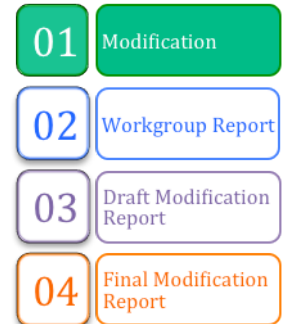 01 Modification
02 Workgroup Report
03 Draft Modification
Report
04 Final Modification
Report